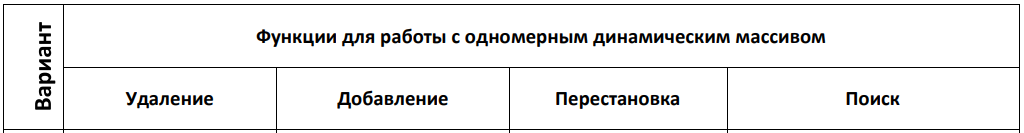 Вариант
Функции для работы с одномерным динамическим массивом
Удаление
Добавление
Перестановка
Поиск